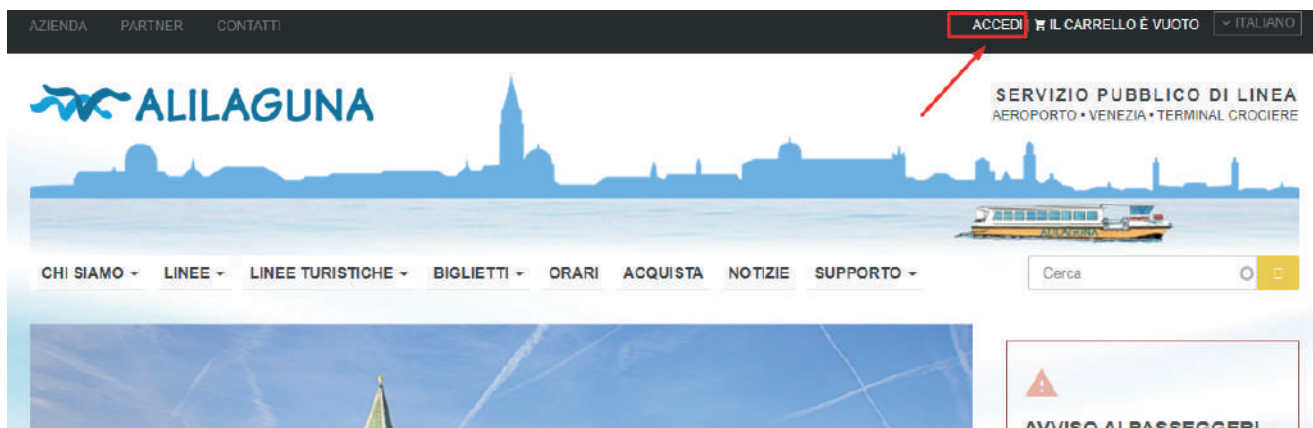 AZIENDA PARTNER CONTATTI ACCEDI IL CARRELLO È VUOTO ITALIANO
ALILAGUNA
SERVIZIO PUBBLICO DI LINEA
AEROPORTO • VENEZIA • TERMINAL CROCIERE
ALILAGUNA
CHI SIAMO LINEE LINEE TURISTICHE BIGLIETTI ORARI ACQUISTA NOTIZIE SUPPORTO Cerca
AVVISO AI PASSEGGERI